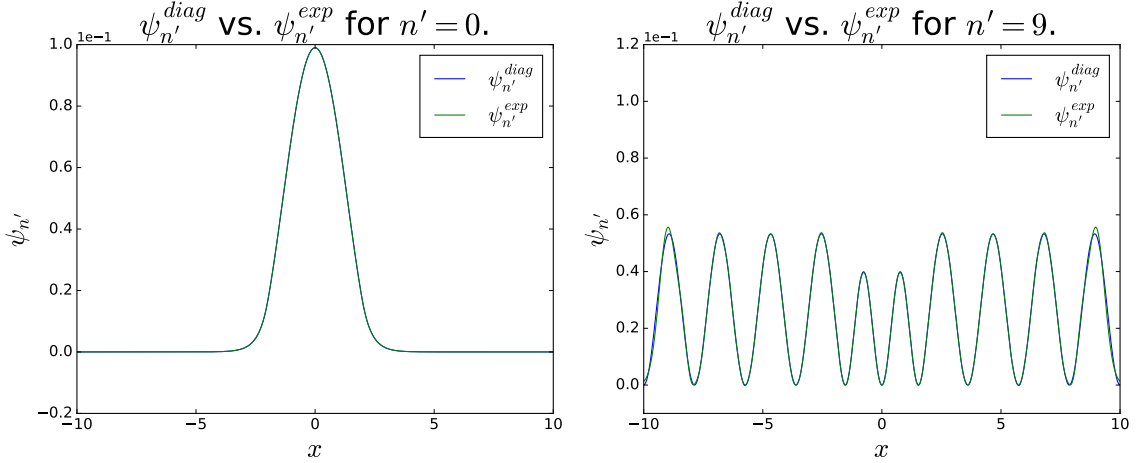 ψ_{n'}^{diag} vs. ψ_{n'}^{exp} for n' = 0.
1e−1
1.0
0.8
0.6
0.4
0.2
0.0
−0.2
ψ_{n'}
−10
−5
0
5
10
x
ψ_{n'}^{diag}
ψ_{n'}^{exp}
ψ_{n'}^{diag} vs. ψ_{n'}^{exp} for n' = 9.
1e−1
1.2
1.0
0.8
0.6
0.4
0.2
0.0
ψ_{n'}
−10
−5
0
5
10
x
ψ_{n'}^{diag}
ψ_{n'}^{exp}